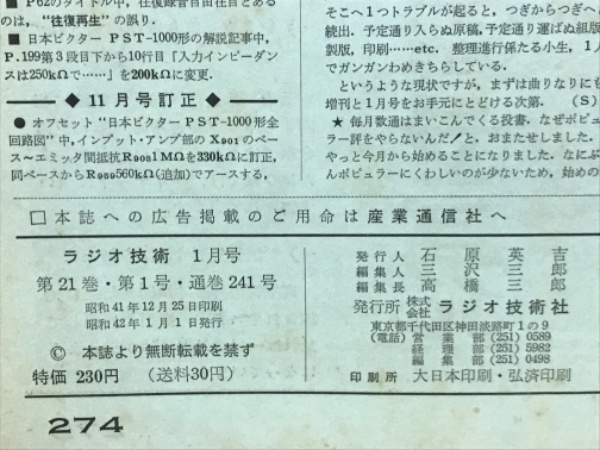 P62のタイトル中，往復録音自由在自とある
のは，“往復再生”の誤り．
■ 日本ビクター PST-1000形の解説記事中，
P.199第3段目下から10行目「入力インピーダン
スは250kΩで……」を200kΩに変更．
◆ 11月号訂正 ◆
● オフセット“日本ビクターPST-1000形全
回路図”中，インプット・アンプ部のX901のベ
ース〜エミッタ間抵抗R9081MΩを330kΩに訂正，
同ベースからR959560kΩ(追加)でアースする．
そこへ1つトラブルが起ると，つぎからつぎへ
続出．予定通り入らぬ原稿，予定通り運ばぬ組版
製版，印刷……etc．整理進行係たる小生，1人
でガンガンわめきちらしている．
というような現状ですが，まずは曲りなりにも
増刊と1月号をお手元にとどける次第．（S）
★ 毎月数通はまいこんでくる投書．なぜポピュ
ラー評をやらないんだ！と．おまたせしました．
やっと今月から始めることになりました．なにぶ
んポピュラーにくわしいのが少ないため，始めの
□本誌への広告掲載のご用命は産業通信社へ
ラジオ技術　1月号
第21巻・第1号・通巻241号
昭和41年12月25日印刷
昭和42年1月1日発行
© 本誌より無断転載を禁ず
特価 230円　（送料30円）
発行人 石原英吉
編集人 三沢三郎
編集長 高橋三郎
発行所 株式会社 ラジオ技術社
東京都千代田区神田淡路町1の9
(電話) 営業部(251)0589
経理部(251)5982
編集部(251)0498
印刷所 大日本印刷・弘済印刷
274